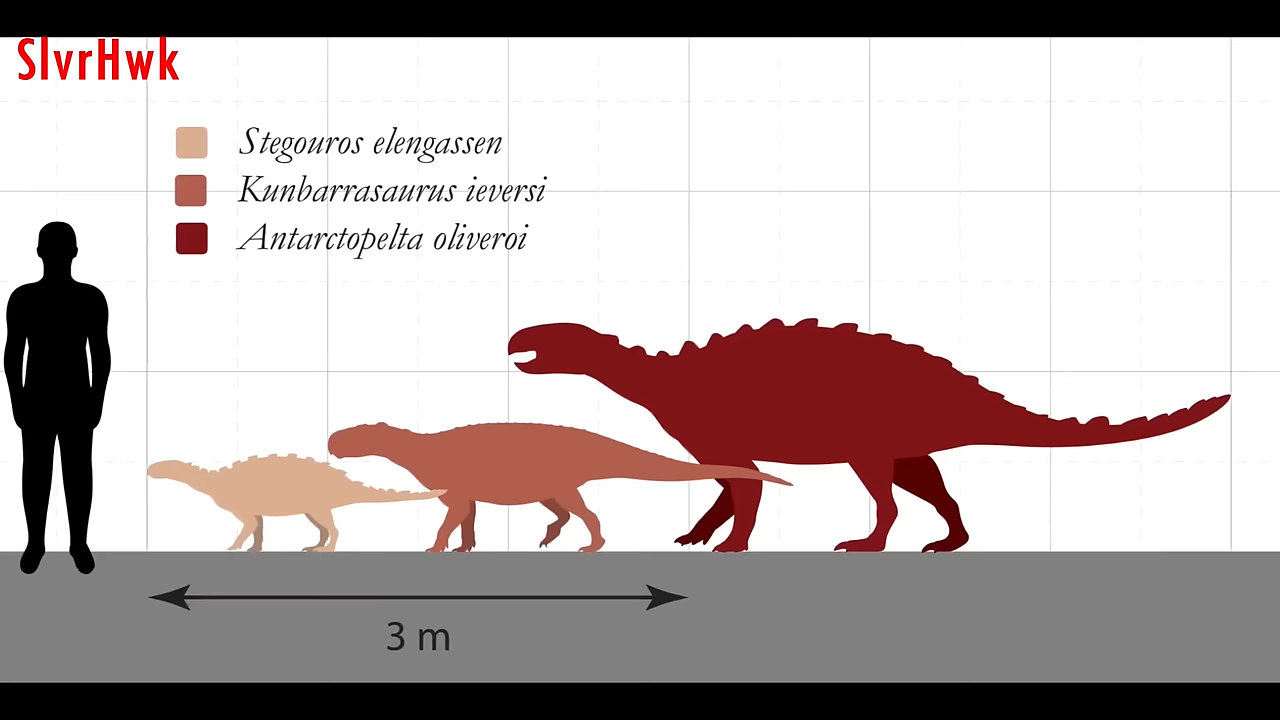 SlvrHwk
Stegouros elengassen
Kunbarrasaurus ieversi
Antarctopelta oliveroi
3 m